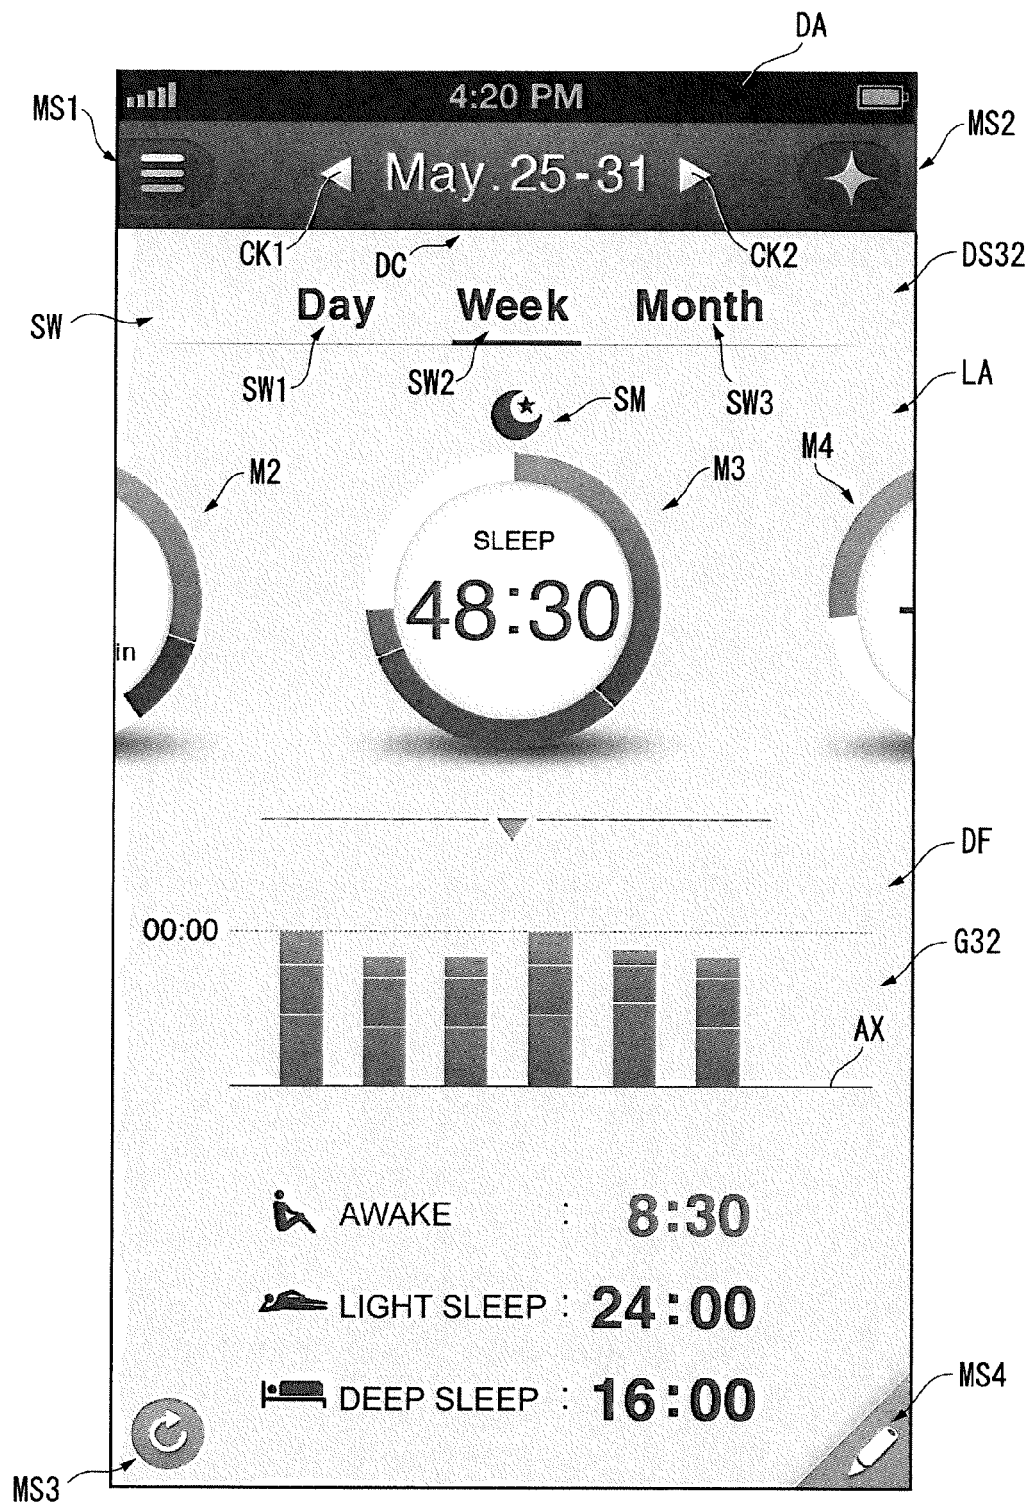 DA
4:20 PM
MS1
MS2
May. 25-31
CK1
DC
CK2
DS32
Day Week Month
SW
SW1
SW2
SM
SW3
LA
M2
M3
M4
SLEEP
48:30
in
DF
00:00
G32
AX
AWAKE : 8:30
LIGHT SLEEP : 24:00
DEEP SLEEP : 16:00
MS4
MS3